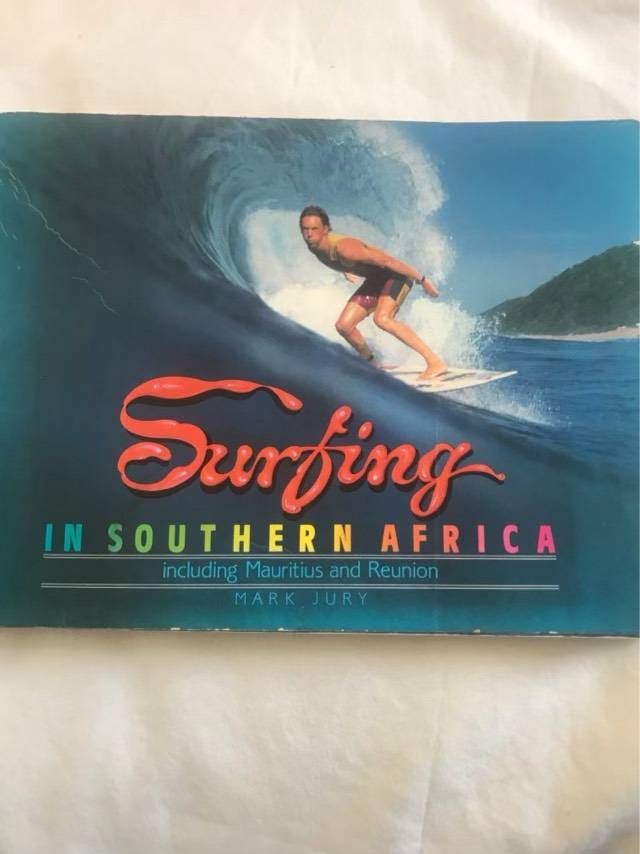 Surfing
IN SOUTHERN AFRICA
including Mauritius and Reunion
MARK JURY